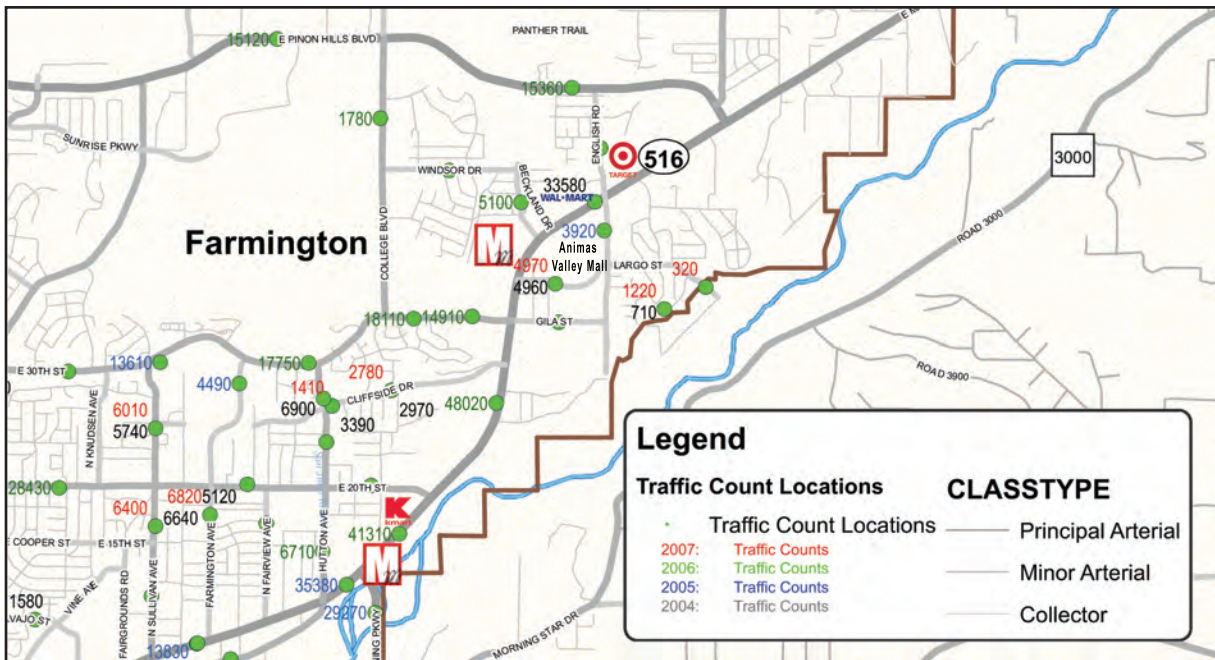 15120
E PINON HILLS BLVD
PANTHER TRAIL
E M
15360
1780
ENGLISH RD
SUNRISE PKWY
TARGET
516
3000
WINDSOR DR
BECKLAND DR
33580
WAL-MART
5100
3920
COLLEGE BLVD
ROAD 3000
Farmington
M
Animas
Valley Mall
4970
4960
LARGO ST
320
1220
710
18110
14910
GILA ST
13610
17750
E 30TH ST
2780
4490
1410
CLIFFSIDE DR
ROAD 3900
6900
2970
48020
3390
6010
5740
N KNUDSEN AVE
28430
6820
5120
E 20TH ST
6400
6640
K
kmart
41310
E COOPER ST
E 15TH ST
FARMINGTON AVE
N FAIRVIEW AVE
HUTTON AVE
6710
M
35380
1580
AVAJO ST
VINE AVE
FAIRGROUNDS RD
N SULLIVAN AVE
29270
NING PKWY
MORNING STAR DR
13830
Legend
Traffic Count Locations
Traffic Count Locations
2007: Traffic Counts
2006: Traffic Counts
2005: Traffic Counts
2004: Traffic Counts
CLASSTYPE
Principal Arterial
Minor Arterial
Collector